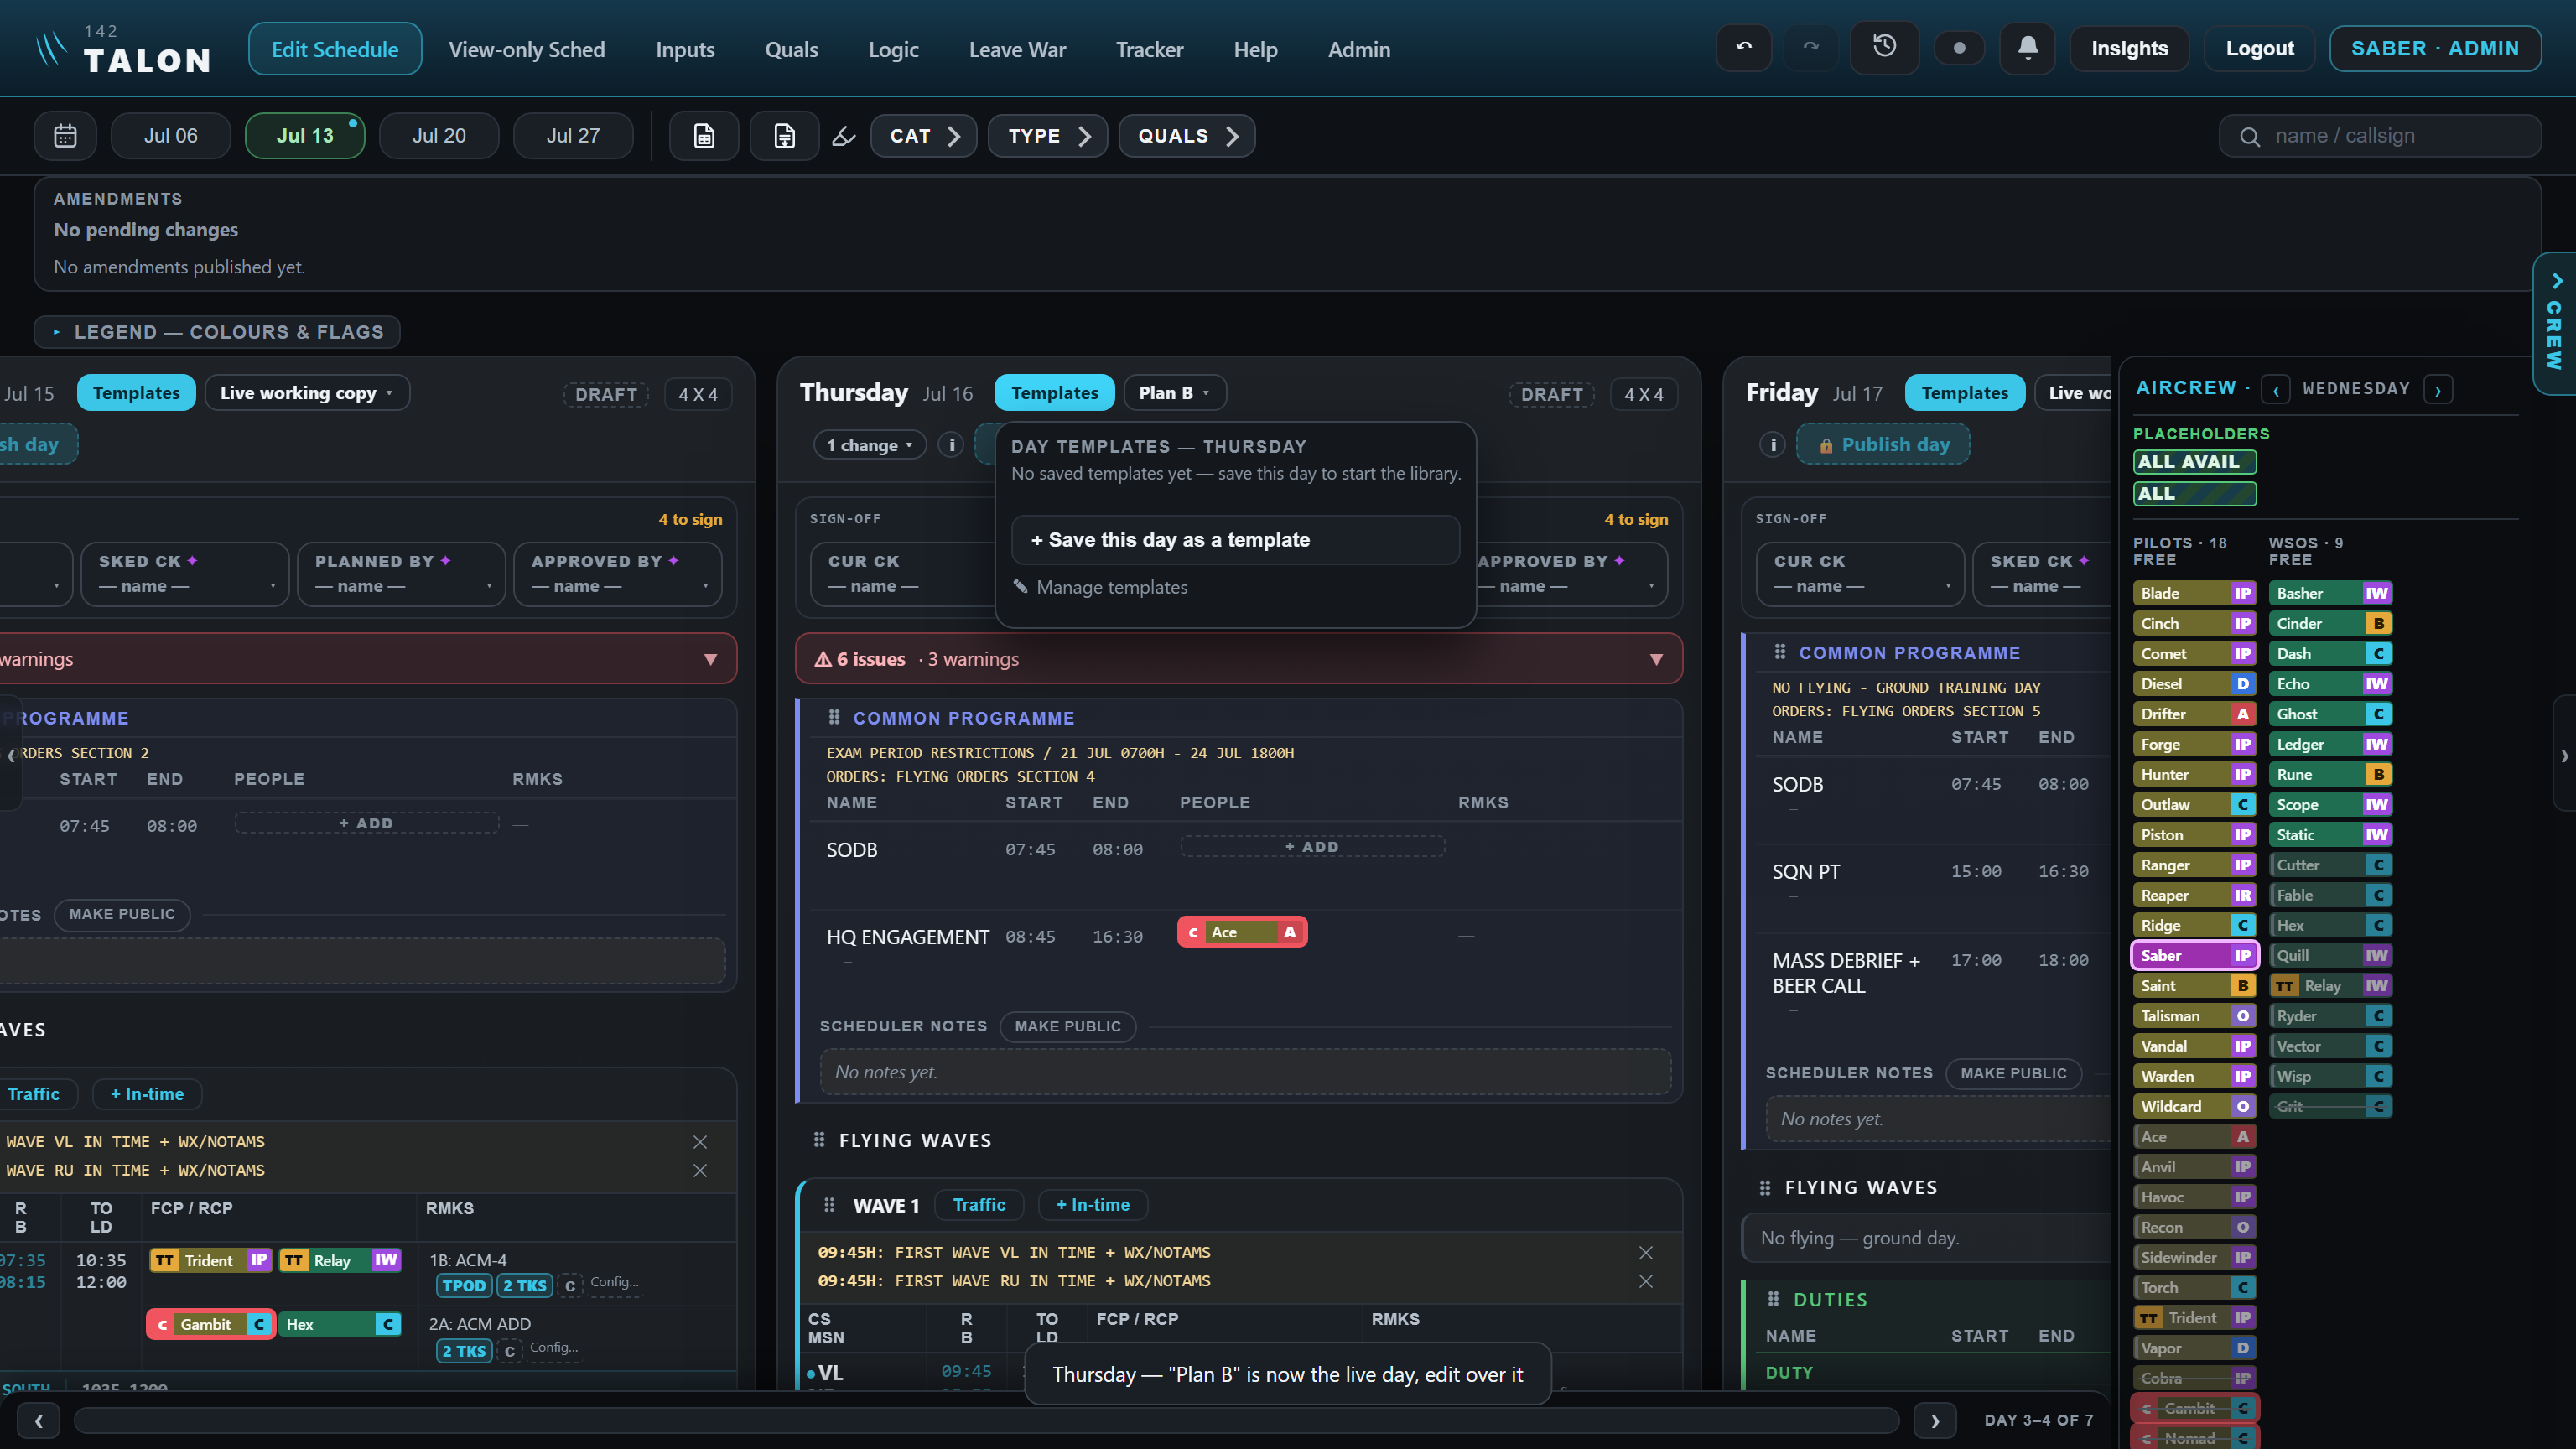 142
TALON
Edit Schedule
View-only Sched
Inputs
Quals
Logic
Leave War
Tracker
Help
Admin
Insights
Logout
SABER · ADMIN
Jul 06
Jul 13
Jul 20
Jul 27
CAT
TYPE
QUALS
name / callsign
AMENDMENTS
No pending changes
No amendments published yet.
LEGEND — COLOURS & FLAGS
CREW
Jul 15
Templates
Live working copy
DRAFT
4 X 4
sh day
4 to sign
SKED CK
— name —
PLANNED BY
— name —
APPROVED BY
— name —
warnings
PROGRAMME
ORDERS SECTION 2
START END PEOPLE RMKS
07:45 08:00 + ADD —
OTES
MAKE PUBLIC
AVES
Traffic
+ In-time
WAVE VL IN TIME + WX/NOTAMS
WAVE RU IN TIME + WX/NOTAMS
R
B
TO
LD
FCP / RCP
RMKS
07:35
08:15
10:35
12:00
TT Trident IP
TT Relay IW
1B: ACM-4
TPOD 2 TKS C Config...
c Gambit C
Hex C
2A: ACM ADD
2 TKS C Config...
SOUTH
1035-1200
Thursday
Jul 16
Templates
Plan B
DRAFT
4 X 4
1 change
i
DAY TEMPLATES — THURSDAY
No saved templates yet — save this day to start the library.
+ Save this day as a template
Manage templates
SIGN-OFF
4 to sign
CUR CK
— name —
APPROVED BY
— name —
6 issues · 3 warnings
COMMON PROGRAMME
EXAM PERIOD RESTRICTIONS / 21 JUL 0700H - 24 JUL 1800H
ORDERS: FLYING ORDERS SECTION 4
NAME START END PEOPLE RMKS
SODB 07:45 08:00 + ADD —
—
HQ ENGAGEMENT 08:45 16:30 c Ace A —
—
SCHEDULER NOTES
MAKE PUBLIC
No notes yet.
FLYING WAVES
WAVE 1
Traffic
+ In-time
09:45H: FIRST WAVE VL IN TIME + WX/NOTAMS
09:45H: FIRST WAVE RU IN TIME + WX/NOTAMS
CS
MSN
R
B
TO
LD
FCP / RCP
RMKS
VL
09:45
Thursday — "Plan B" is now the live day, edit over it
Friday
Jul 17
Templates
Live wo
i
Publish day
SIGN-OFF
CUR CK
— name —
SKED CK
— name —
COMMON PROGRAMME
NO FLYING - GROUND TRAINING DAY
ORDERS: FLYING ORDERS SECTION 5
NAME START END
SODB 07:45 08:00
—
SQN PT 15:00 16:30
—
MASS DEBRIEF +
BEER CALL
17:00 18:00
—
SCHEDULER NOTES
MAKE PUBLIC
No notes yet.
FLYING WAVES
No flying — ground day.
DUTIES
NAME START END
DUTY
AIRCREW ·
WEDNESDAY
PLACEHOLDERS
ALL AVAIL
ALL
PILOTS · 18
FREE
WSOS · 9
FREE
Blade IP
Basher IW
Cinch IP
Cinder B
Comet IP
Dash C
Diesel D
Echo IW
Drifter A
Ghost C
Forge IP
Ledger IW
Hunter IP
Rune B
Outlaw C
Scope IW
Piston IP
Static IW
Ranger IP
Cutter C
Reaper IR
Fable C
Ridge C
Hex C
Saber IP
Quill IW
Saint B
TT Relay IW
Talisman O
Ryder C
Vandal IP
Vector C
Warden IP
Wisp C
Wildcard O
Grit C
Ace A
Anvil IP
Havoc IP
Recon O
Sidewinder IP
Torch C
TT Trident IP
Vapor D
Cobra IP
c Gambit C
c Nomad C
DAY 3–4 OF 7